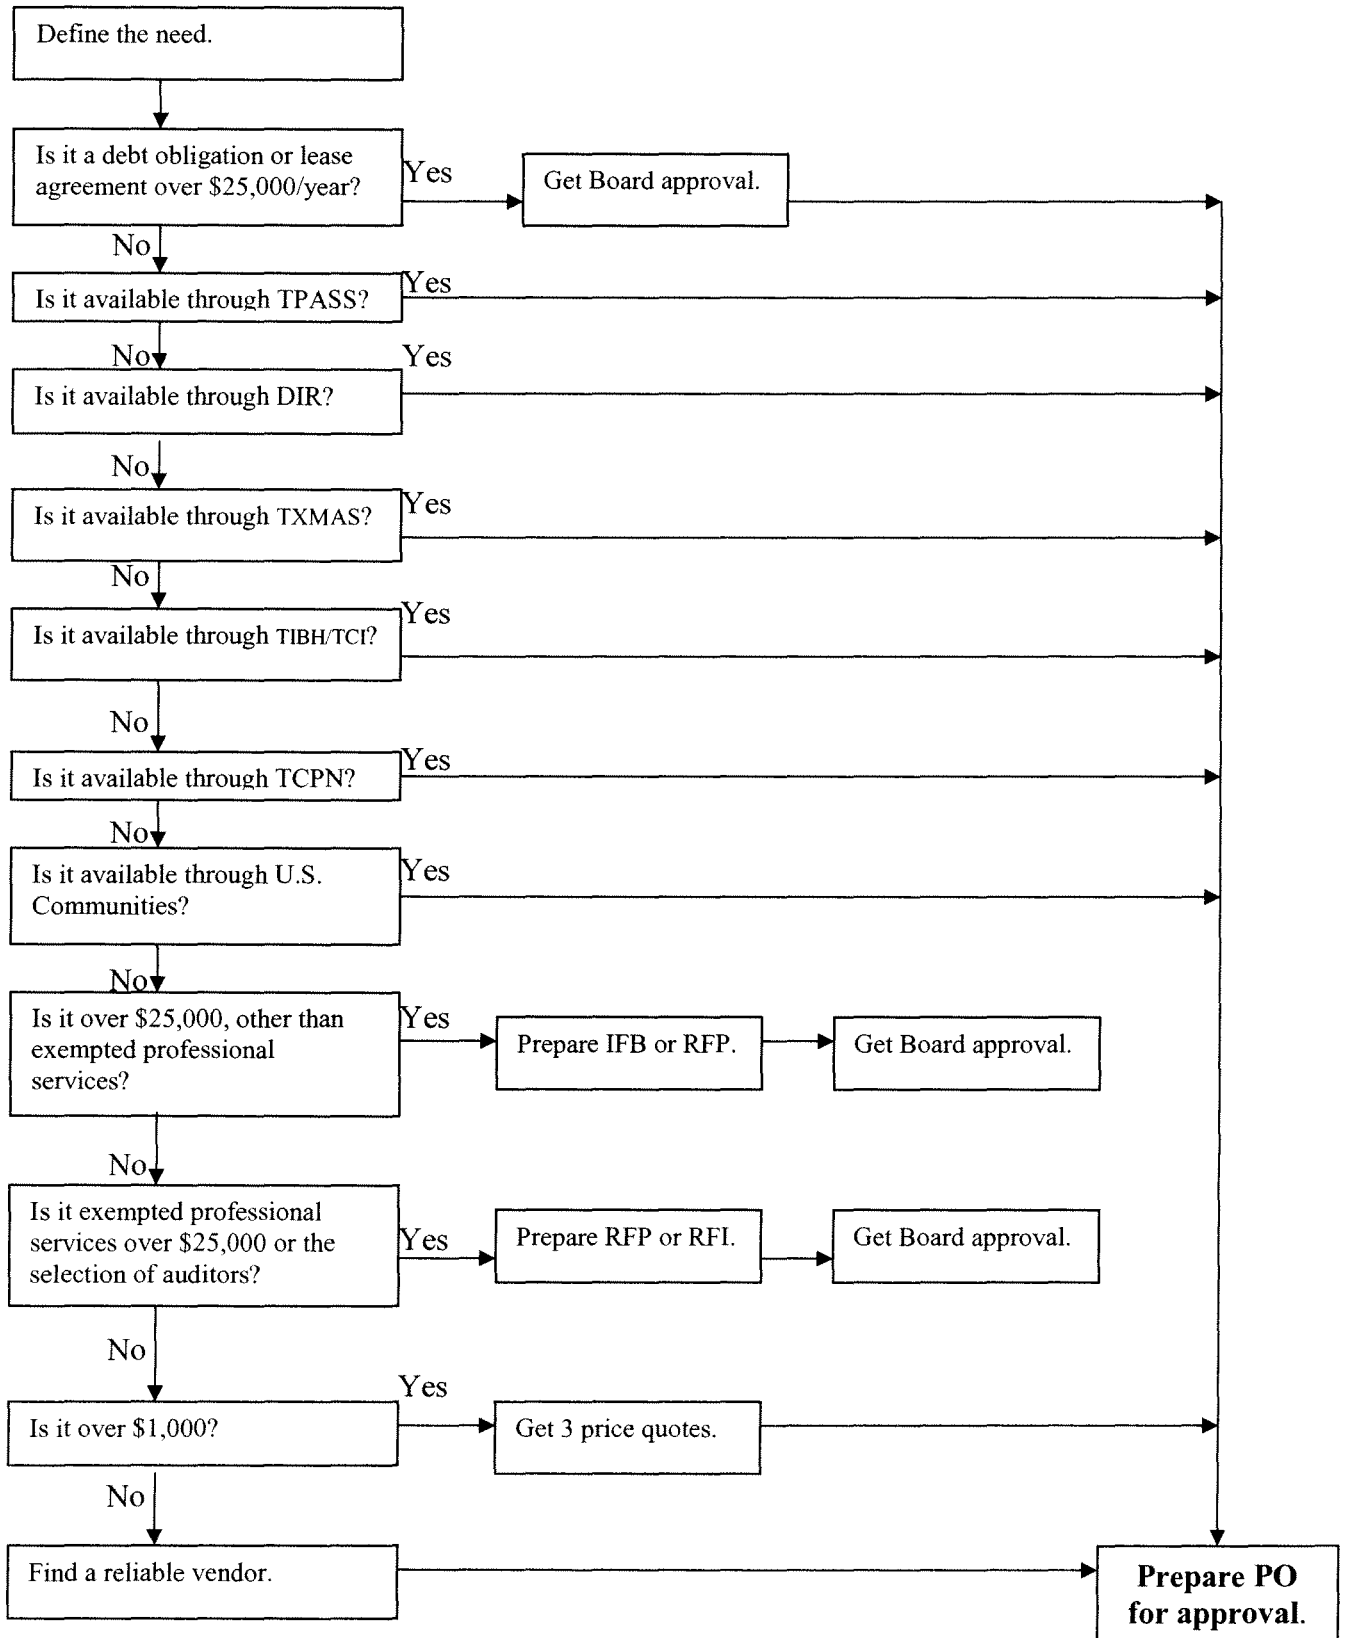 Define the need.
Is it a debt obligation or lease
agreement over $25,000/year?
Yes
Get Board approval.
No
Is it available through TPASS?
Yes
No
Yes
Is it available through DIR?
No
Is it available through TXMAS?
Yes
No
Is it available through TIBH/TCI?
Yes
No
Is it available through TCPN?
Yes
No
Is it available through U.S.
Communities?
Yes
No
Is it over $25,000, other than
exempted professional
services?
Yes
Prepare IFB or RFP.
Get Board approval.
No
Is it exempted professional
services over $25,000 or the
selection of auditors?
Yes
Prepare RFP or RFI.
Get Board approval.
No
Yes
Is it over $1,000?
Get 3 price quotes.
No
Find a reliable vendor.
Prepare PO
for approval.